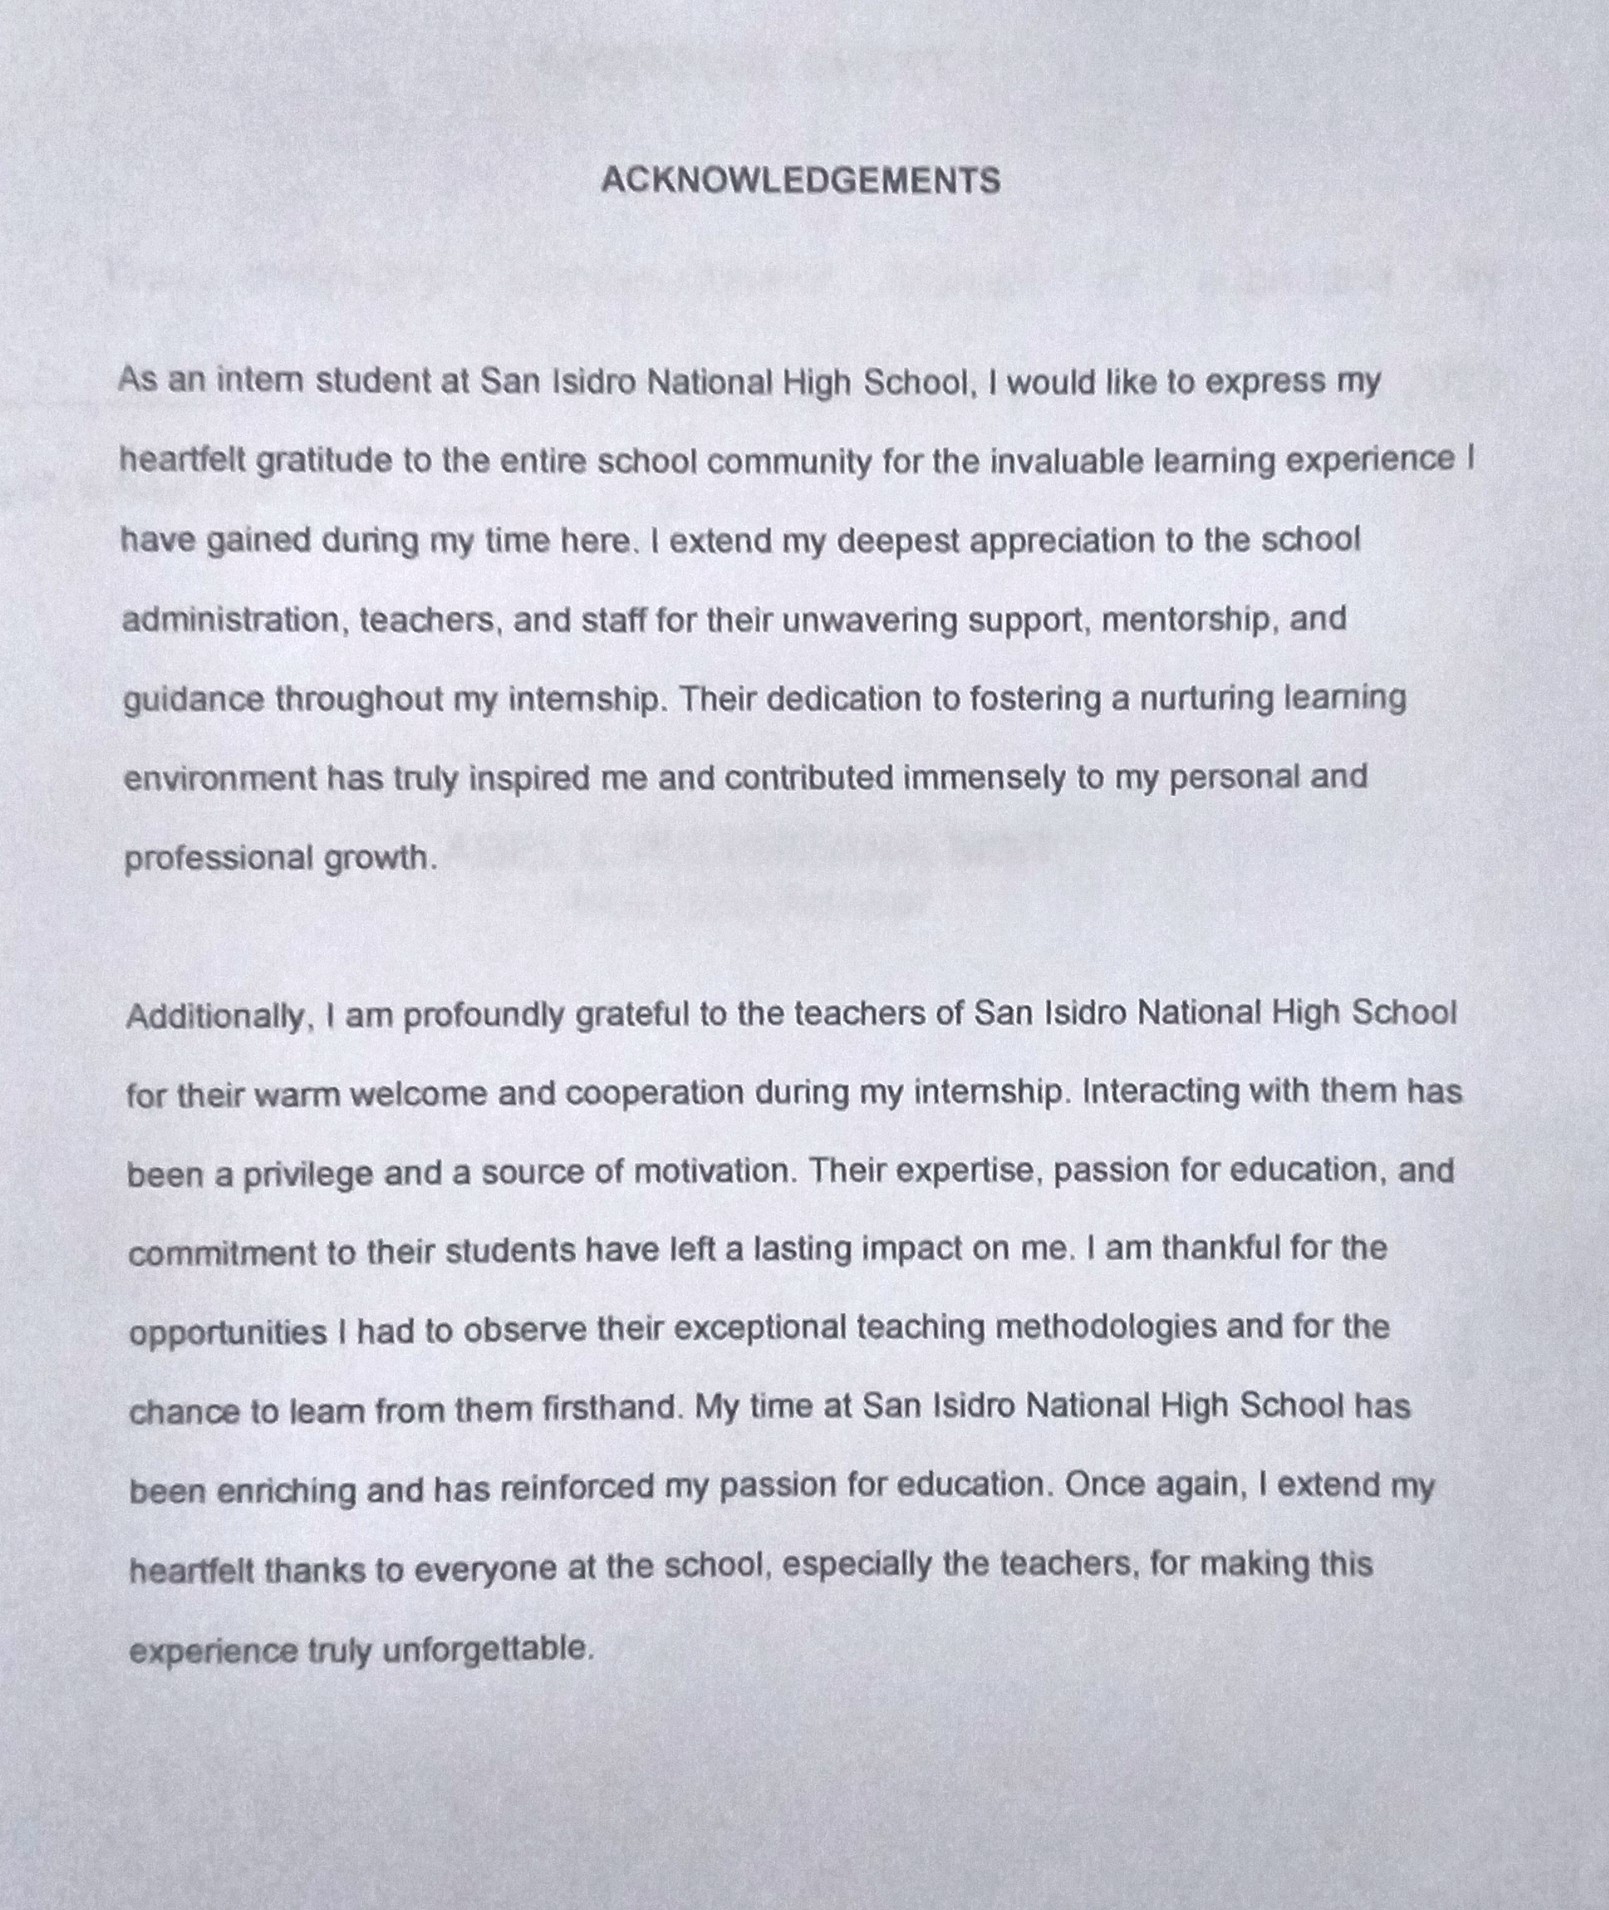 ACKNOWLEDGEMENTS
As an intern student at San Isidro National High School, I would like to express my
heartfelt gratitude to the entire school community for the invaluable learning experience I
have gained during my time here. I extend my deepest appreciation to the school
administration, teachers, and staff for their unwavering support, mentorship, and
guidance throughout my internship. Their dedication to fostering a nurturing learning
environment has truly inspired me and contributed immensely to my personal and
professional growth.
Additionally, I am profoundly grateful to the teachers of San Isidro National High School
for their warm welcome and cooperation during my internship. Interacting with them has
been a privilege and a source of motivation. Their expertise, passion for education, and
commitment to their students have left a lasting impact on me. I am thankful for the
opportunities I had to observe their exceptional teaching methodologies and for the
chance to learn from them firsthand. My time at San Isidro National High School has
been enriching and has reinforced my passion for education. Once again, I extend my
heartfelt thanks to everyone at the school, especially the teachers, for making this
experience truly unforgettable.